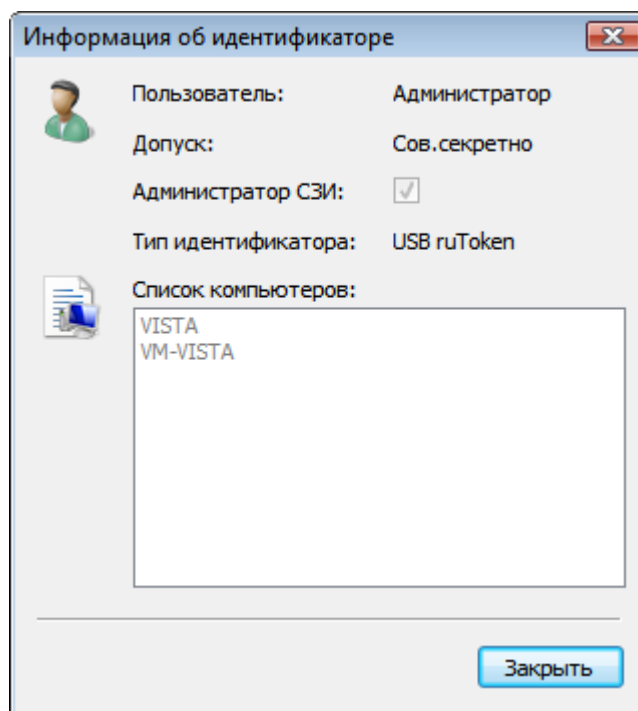 Информация об идентификаторе
Пользователь: Администратор
Допуск: Сов.секретно
Администратор СЗИ:
Тип идентификатора: USB ruToken
Список компьютеров:
VISTA
VM-VISTA
Закрыть